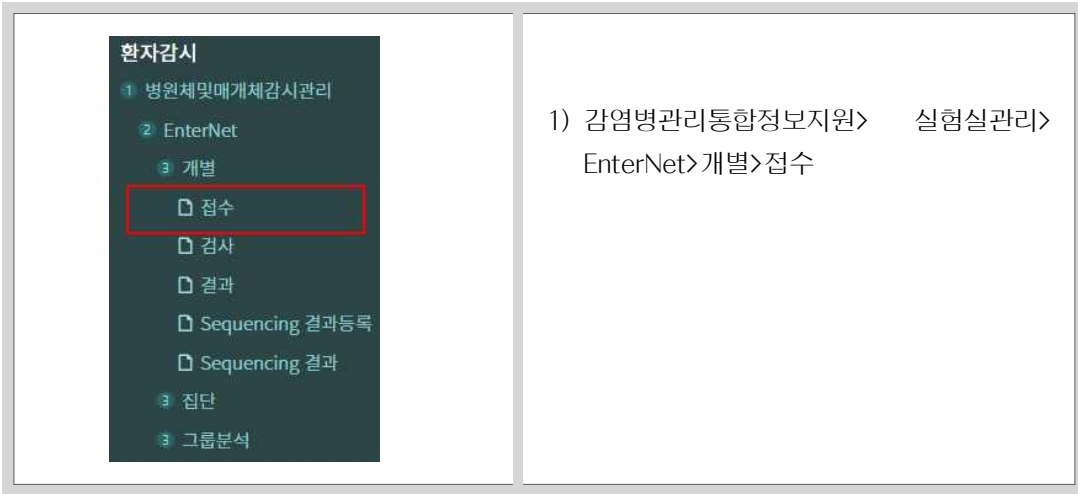 환자감시
1 병원체및매개체감시관리
2 EnterNet
3 개별
접수
검사
결과
Sequencing 결과등록
Sequencing 결과
3 집단
3 그룹분석
1) 감염병관리통합정보지원> 실험실관리>
EnterNet>개별>접수